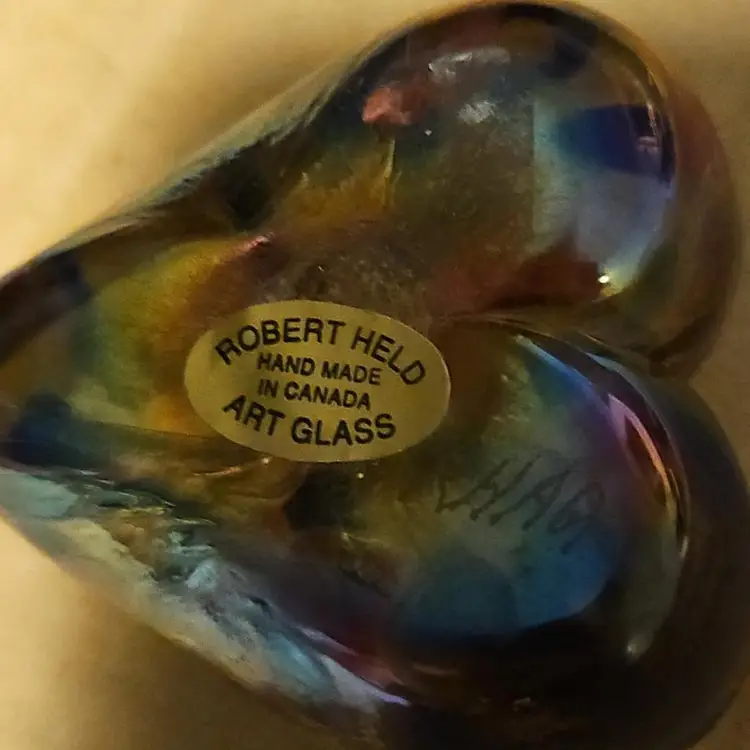 ROBERT HELD
HAND MADE
IN CANADA
ART GLASS